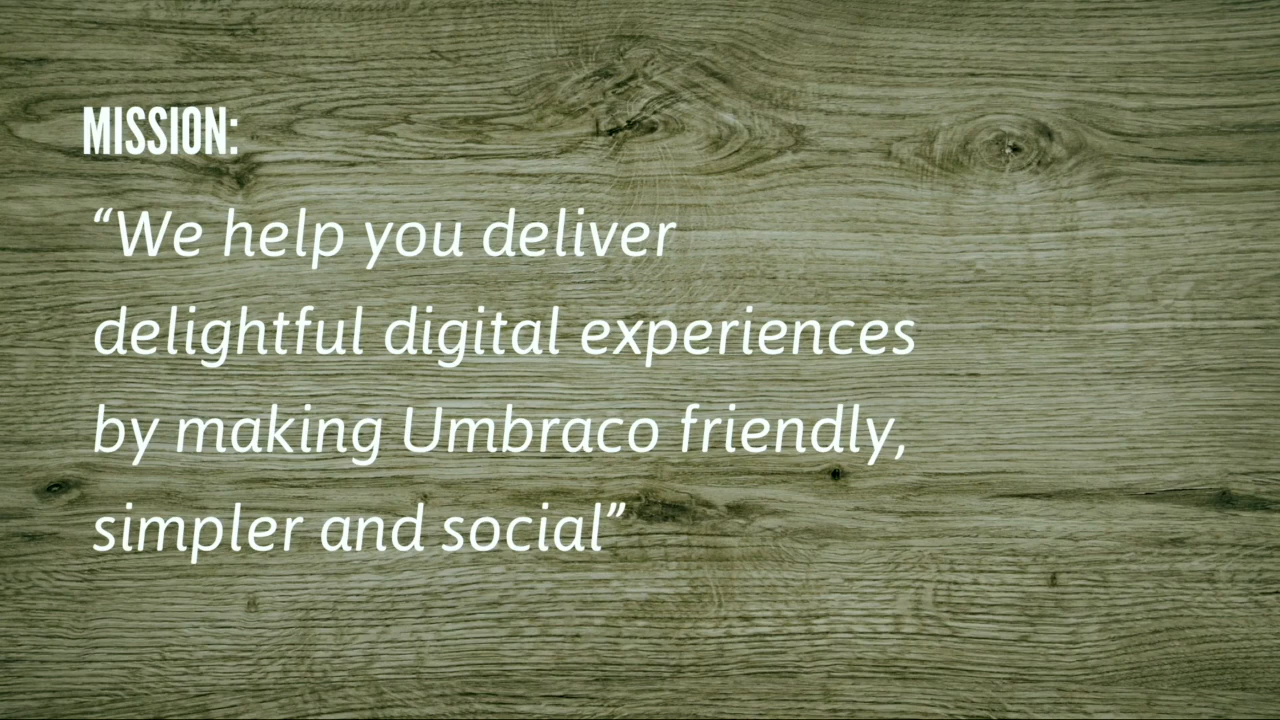 MISSION:
“We help you deliver
delightful digital experiences
by making Umbraco friendly,
simpler and social”